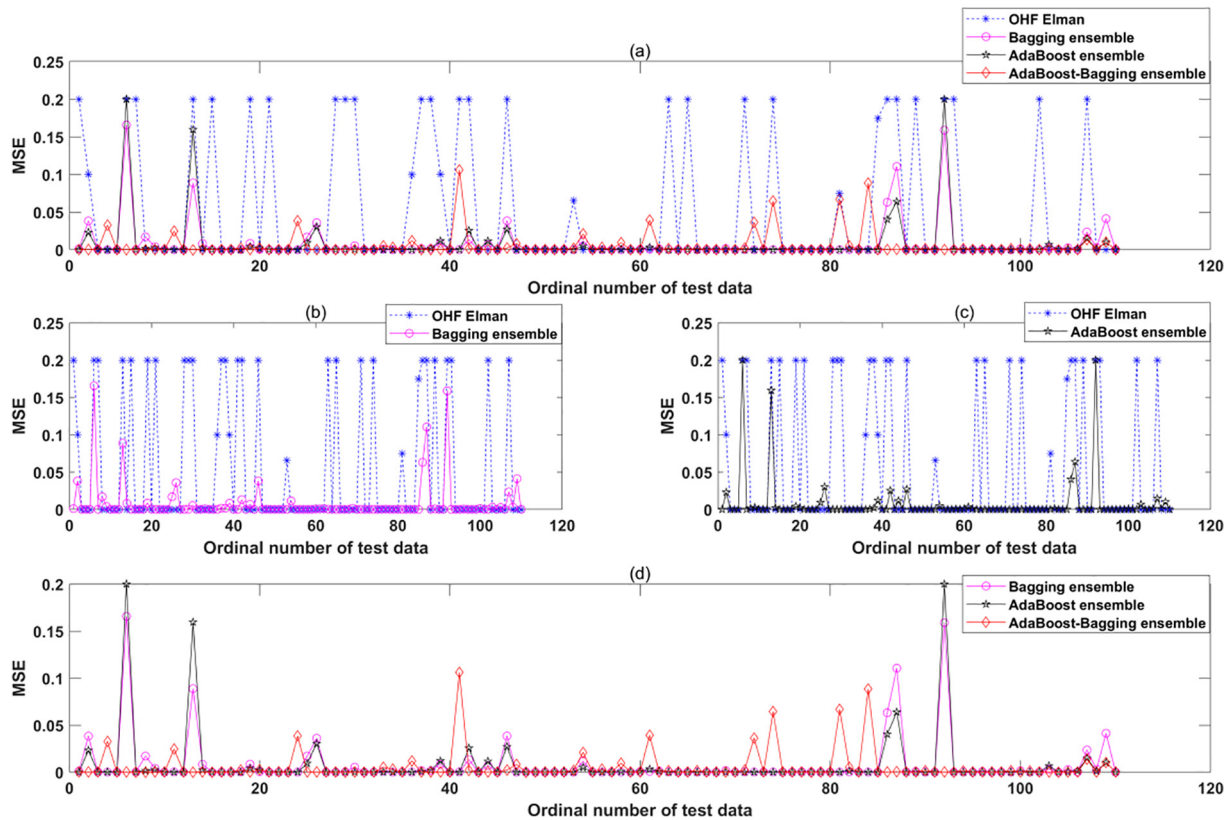 (a)
OHF Elman
Bagging ensemble
AdaBoost ensemble
AdaBoost-Bagging ensemble
0.25
0.2
0.15
0.1
0.05
0
MSE
0 20 40 60 80 100 120
Ordinal number of test data
(b)
OHF Elman
Bagging ensemble
0.25
0.2
0.15
0.1
0.05
0
MSE
0 20 40 60 80 100 120
Ordinal number of test data
(c)
OHF Elman
AdaBoost ensemble
0.25
0.2
0.15
0.1
0.05
0
MSE
0 20 40 60 80 100 120
Ordinal number of test data
(d)
Bagging ensemble
AdaBoost ensemble
AdaBoost-Bagging ensemble
0.2
0.15
0.1
0.05
0
MSE
0 20 40 60 80 100 120
Ordinal number of test data